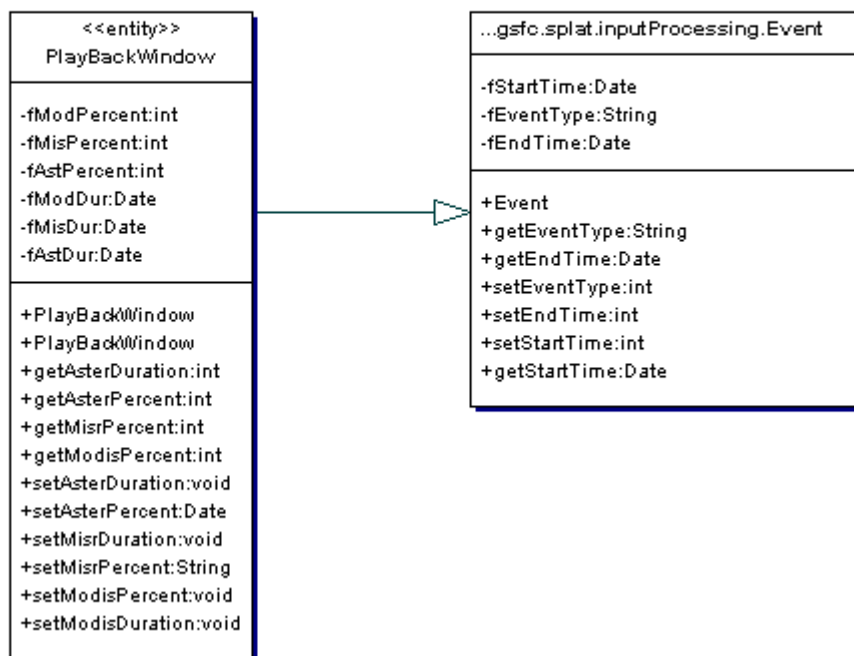 <<entity>>
PlayBackWindow
-fModPercent:int
-fMisPercent:int
-fAstPercent:int
-fModDur:Date
-fMisDur:Date
-fAstDur:Date
+PlayBackWindow
+PlayBackWindow
+getAsterDuration:int
+getAsterPercent:int
+getMisrPercent:int
+getModisPercent:int
+setAsterDuration:void
+setAsterPercent:Date
+setMisrDuration:void
+setMisrPercent:String
+setModisPercent:void
+setModisDuration:void
...gsfc.splat.inputProcessing.Event
-fStartTime:Date
-fEventType:String
-fEndTime:Date
+Event
+getEventType:String
+getEndTime:Date
+setEventType:int
+setEndTime:int
+setStartTime:int
+getStartTime:Date